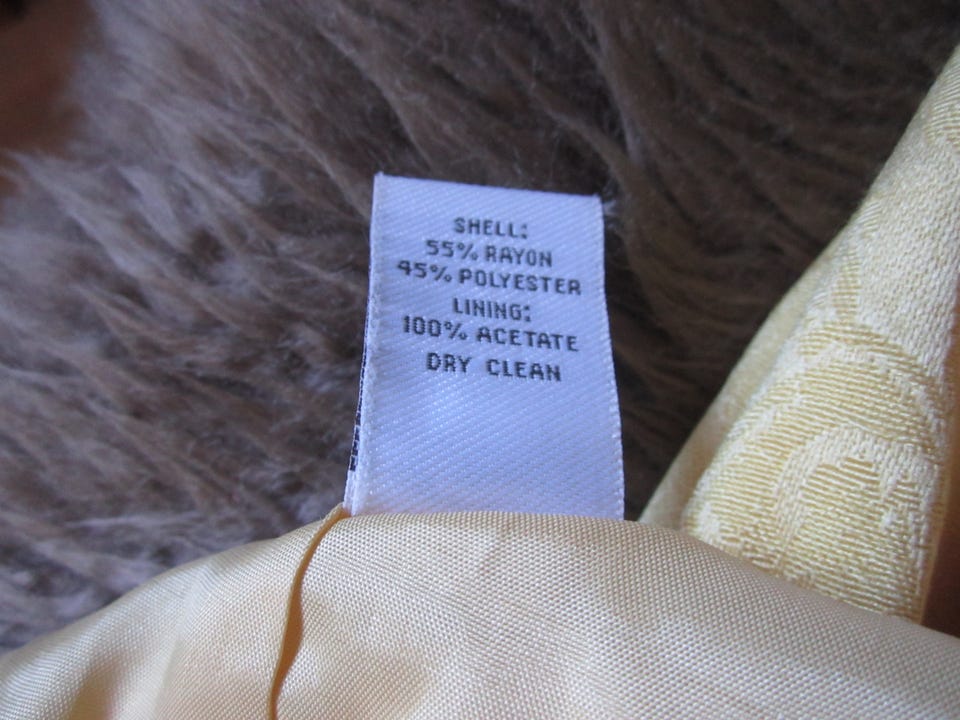 SHELL:
55% RAYON
45% POLYESTER
LINING:
100% ACETATE
DRY CLEAN